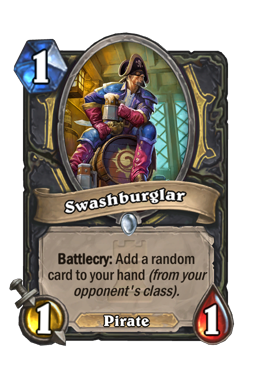 1
Swashburglar
Battlecry: Add a random
card to your hand (from your
opponent's class).
1
Pirate
1